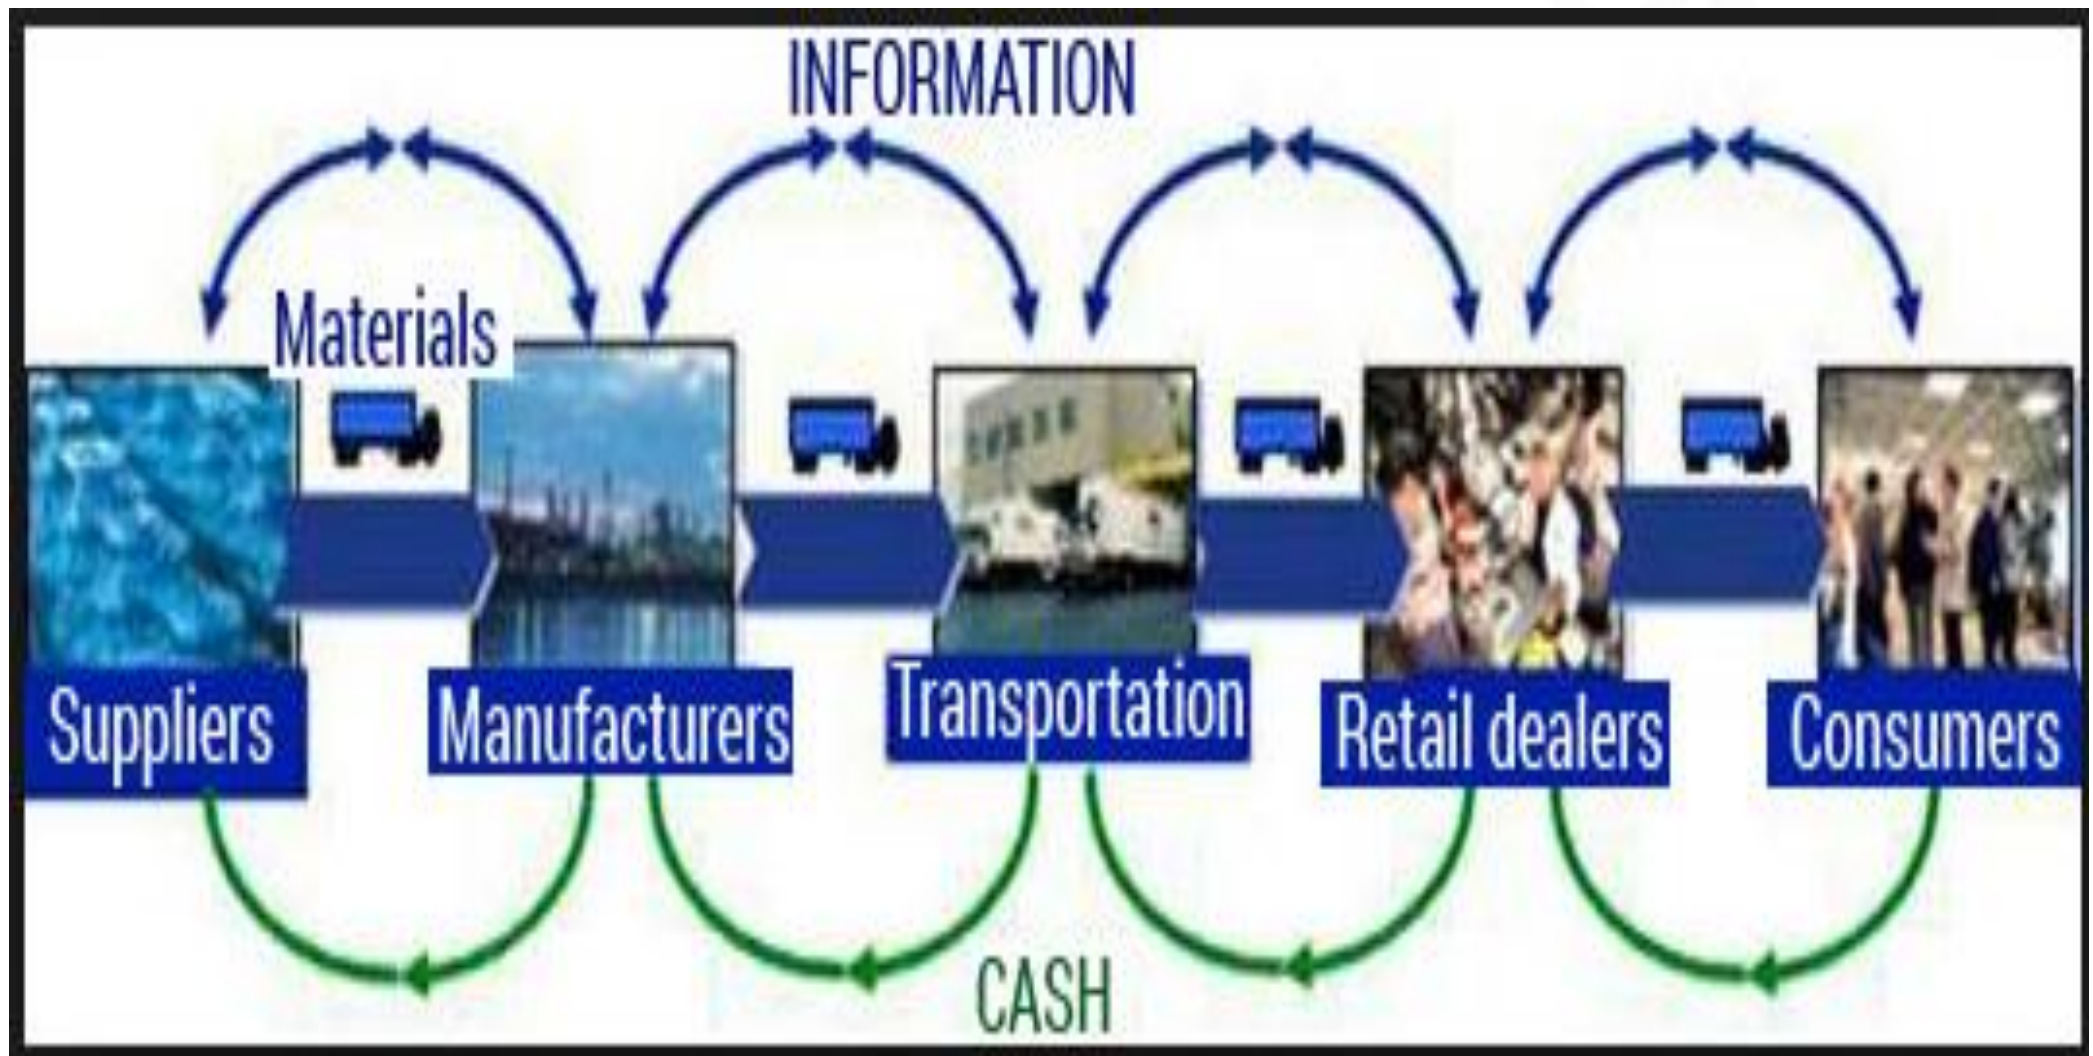 INFORMATION
Materials
Suppliers
Manufacturers
Transportation
Retail dealers
Consumers
CASH